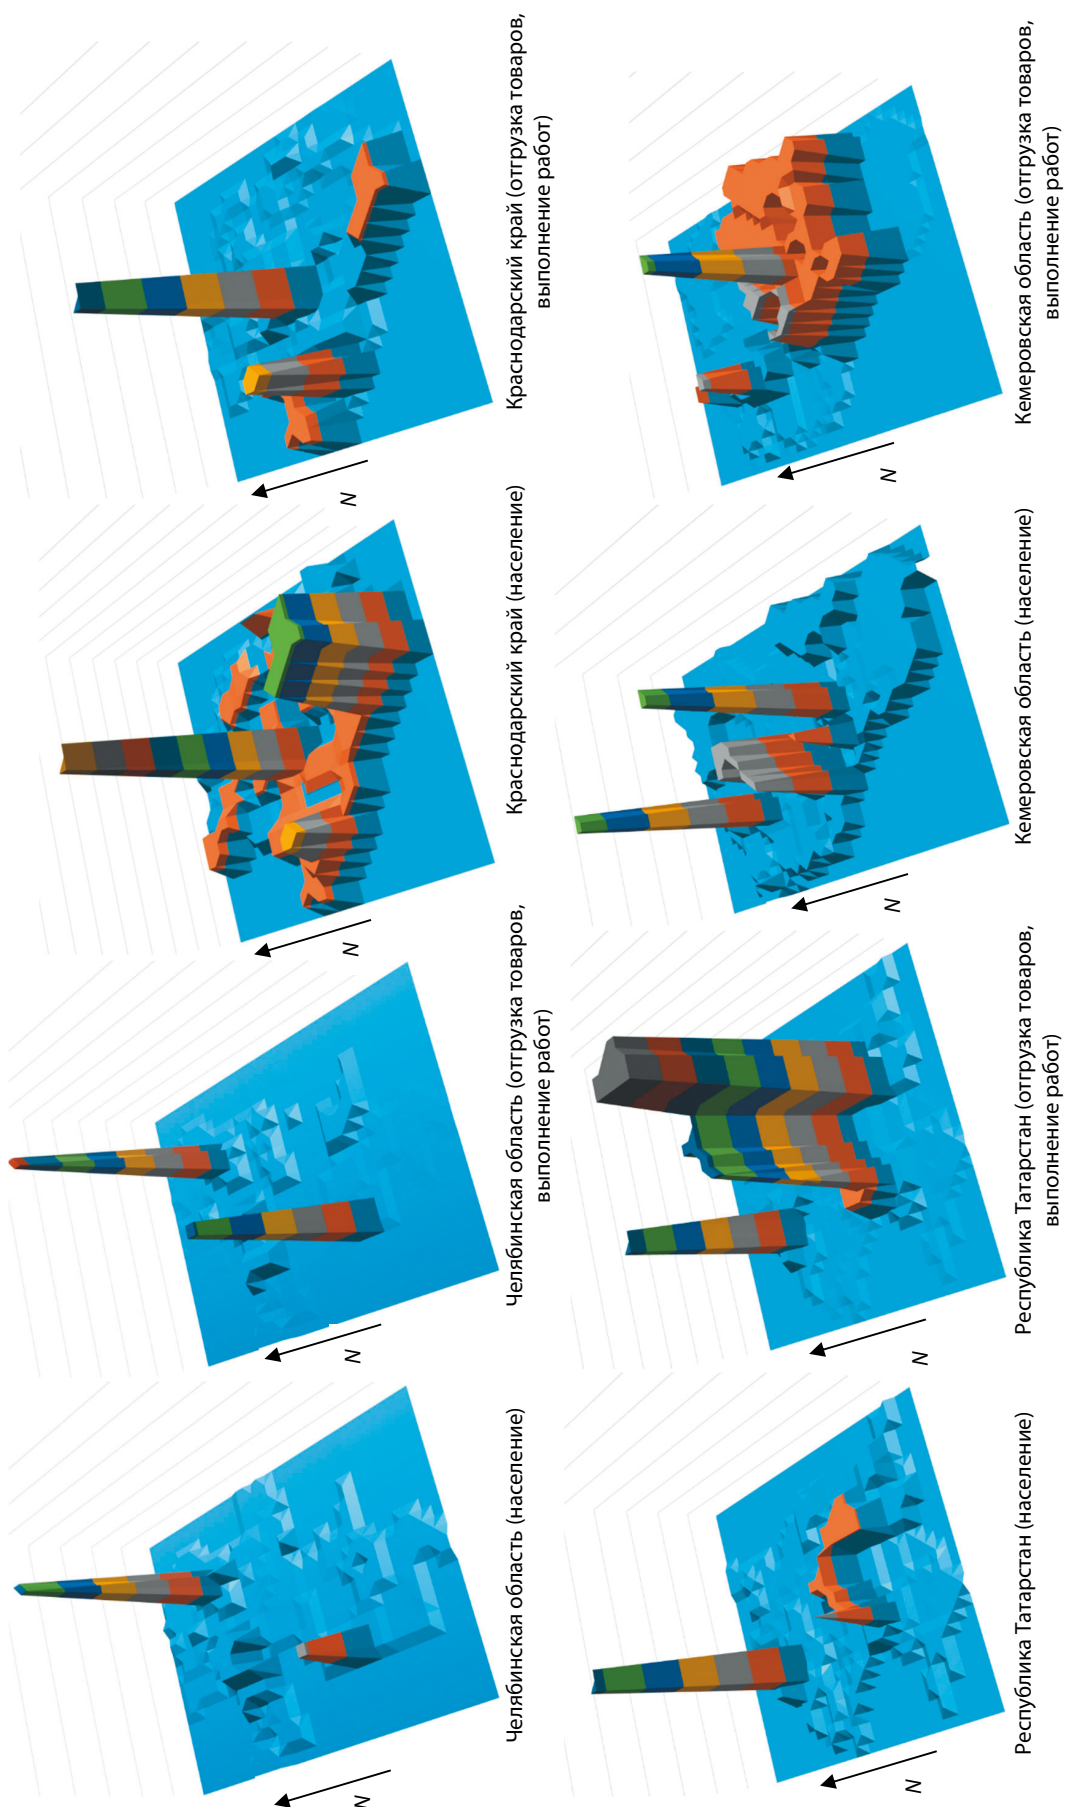 N
Челябинская область (население)
N
Челябинская область (отгрузка товаров,
выполнение работ)
N
Краснодарский край (население)
N
Краснодарский край (отгрузка товаров,
выполнение работ)
N
Республика Татарстан (население)
N
Республика Татарстан (отгрузка товаров,
выполнение работ)
N
Кемеровская область (население)
N
Кемеровская область (отгрузка товаров,
выполнение работ)